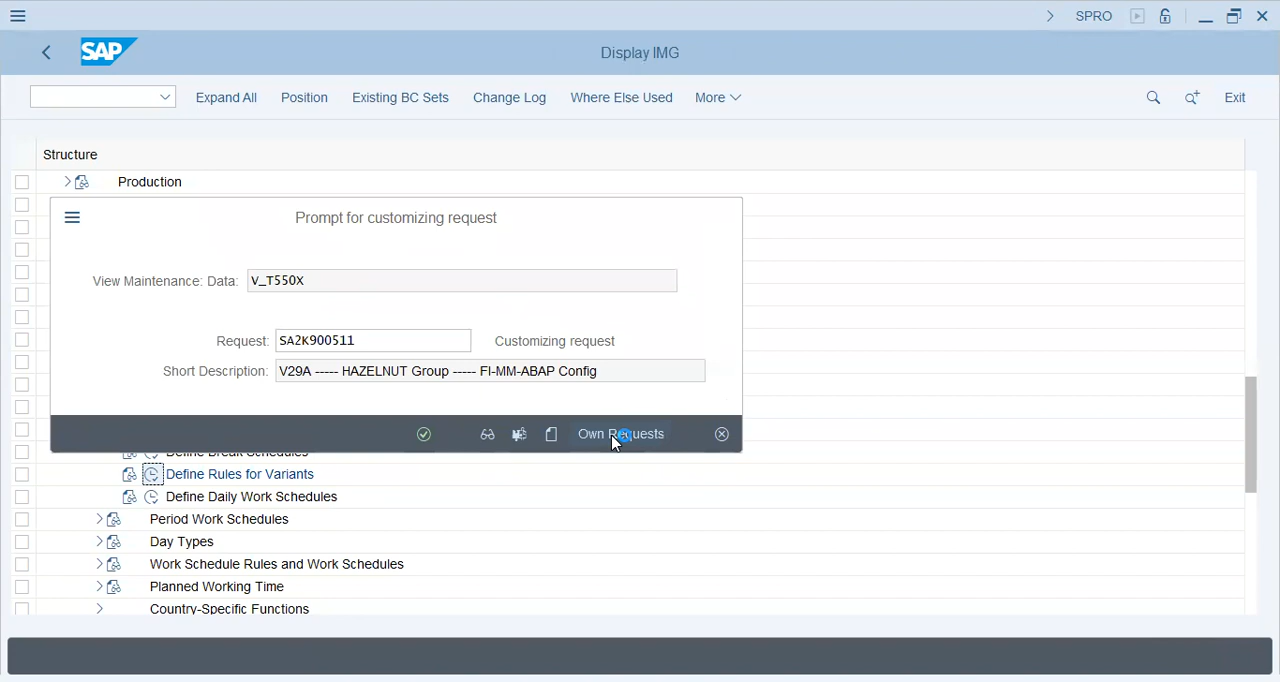 SPRO
SAP
Display IMG
Expand All Position Existing BC Sets Change Log Where Else Used More Exit
Structure
Production
Prompt for customizing request
View Maintenance: Data: V_T550X
Request: SA2K900511 Customizing request
Short Description: V29A ----- HAZELNUT Group ----- FI-MM-ABAP Config
Own Requests
Define Break Schedules
Define Rules for Variants
Define Daily Work Schedules
Period Work Schedules
Day Types
Work Schedule Rules and Work Schedules
Planned Working Time
Country-Specific Functions